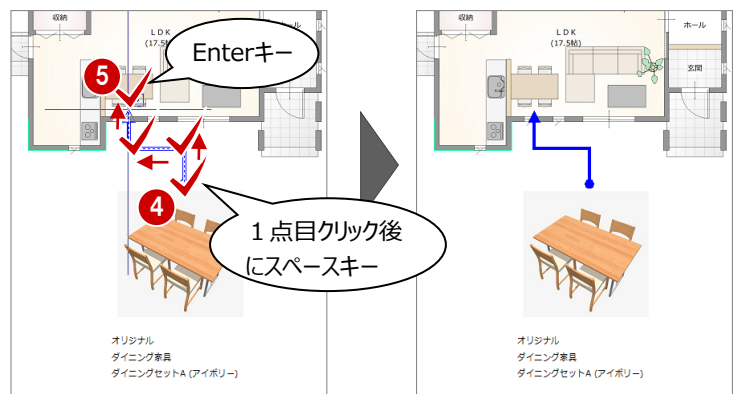 収納
LDK
(17.5
ホール
Enterキー
5
4
1点目クリック後
にスペースキー
オリジナル
ダイニング家具
ダイニングセットA (アイボリー)
収納
LDK
(17.5帖)
ホール
玄関
オリジナル
ダイニング家具
ダイニングセットA (アイボリー)